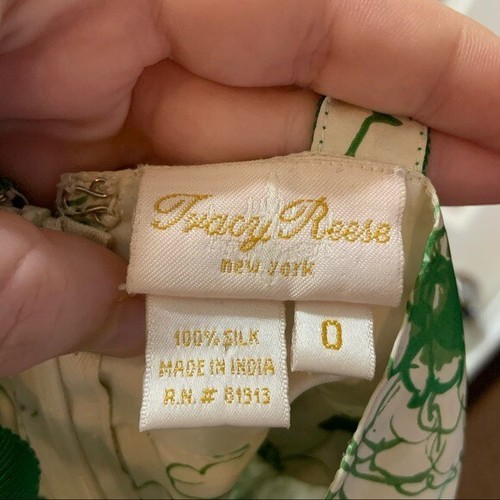 Tracy Reese
new york
100% SILK
MADE IN INDIA
R.N.# 81313
0